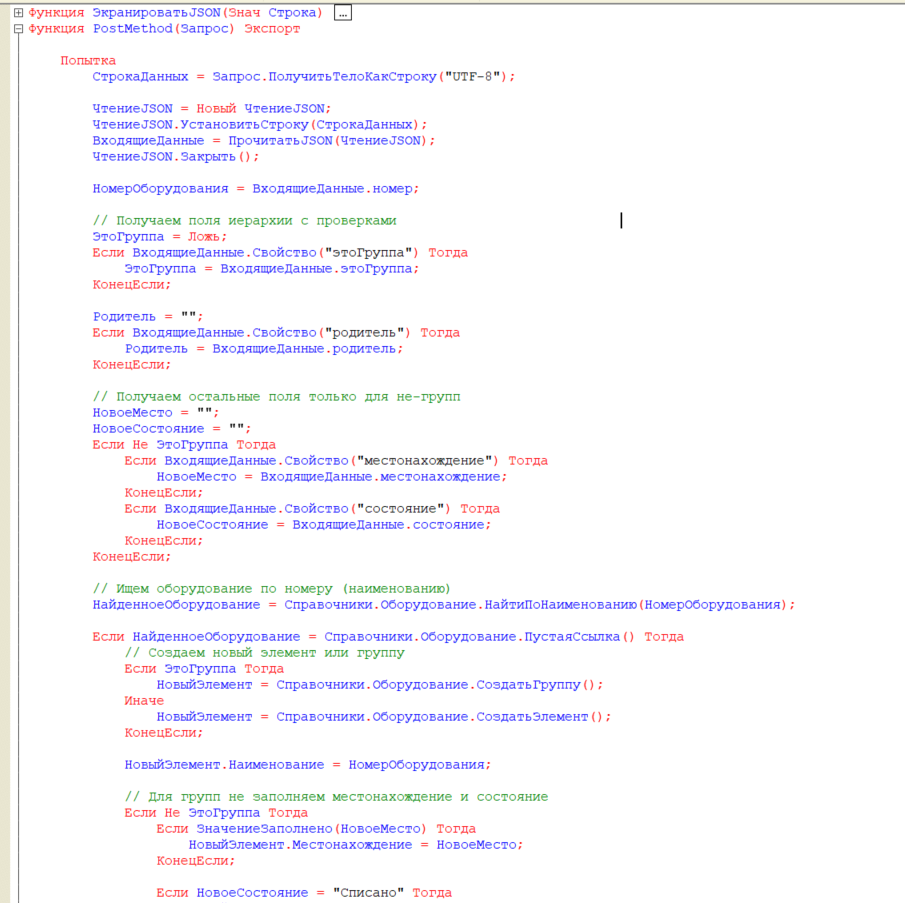 Функция ЭкранироватьJSON(Знач Строка) ...
Функция PostMethod(Запрос) Экспорт
Попытка
СтрокаДанных = Запрос.ПолучитьТелоКакСтроку("UTF-8");
ЧтениеJSON = Новый ЧтениеJSON;
ЧтениеJSON.УстановитьСтроку(СтрокаДанных);
ВходящиеДанные = ПрочитатьJSON(ЧтениеJSON);
ЧтениеJSON.Закрыть();
НомерОборудования = ВходящиеДанные.номер;
// Получаем поля иерархии с проверками
ЭтоГруппа = Ложь;
Если ВходящиеДанные.Свойство("этоГруппа") Тогда
ЭтоГруппа = ВходящиеДанные.этоГруппа;
КонецЕсли;
Родитель = "";
Если ВходящиеДанные.Свойство("родитель") Тогда
Родитель = ВходящиеДанные.родитель;
КонецЕсли;
// Получаем остальные поля только для не-групп
НовоеМесто = "";
НовоеСостояние = "";
Если Не ЭтоГруппа Тогда
Если ВходящиеДанные.Свойство("местонахождение") Тогда
НовоеМесто = ВходящиеДанные.местонахождение;
КонецЕсли;
Если ВходящиеДанные.Свойство("состояние") Тогда
НовоеСостояние = ВходящиеДанные.состояние;
КонецЕсли;
КонецЕсли;
// Ищем оборудование по номеру (наименованию)
НайденноеОборудование = Справочники.Оборудование.НайтиПоНаименованию(НомерОборудования);
Если НайденноеОборудование = Справочники.Оборудование.ПустаяСсылка() Тогда
// Создаем новый элемент или группу
Если ЭтоГруппа Тогда
НовыйЭлемент = Справочники.Оборудование.СоздатьГруппу();
Иначе
НовыйЭлемент = Справочники.Оборудование.СоздатьЭлемент();
КонецЕсли;
НовыйЭлемент.Наименование = НомерОборудования;
// Для групп не заполняем местонахождение и состояние
Если Не ЭтоГруппа Тогда
Если ЗначениеЗаполнено(НовоеМесто) Тогда
НовыйЭлемент.Местонахождение = НовоеМесто;
КонецЕсли;
Если НовоеСостояние = "Списано" Тогда